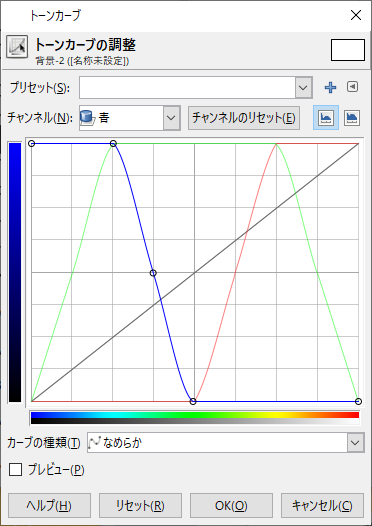 トーンカーブ
トーンカーブの調整
背景-2 ([名称未設定])
プリセット(S):
チャンネル(N): 青 チャンネルのリセット(E)
カーブの種類(T) なめらか
プレビュー(P)
ヘルプ(H) リセット(R) OK(O) キャンセル(C)